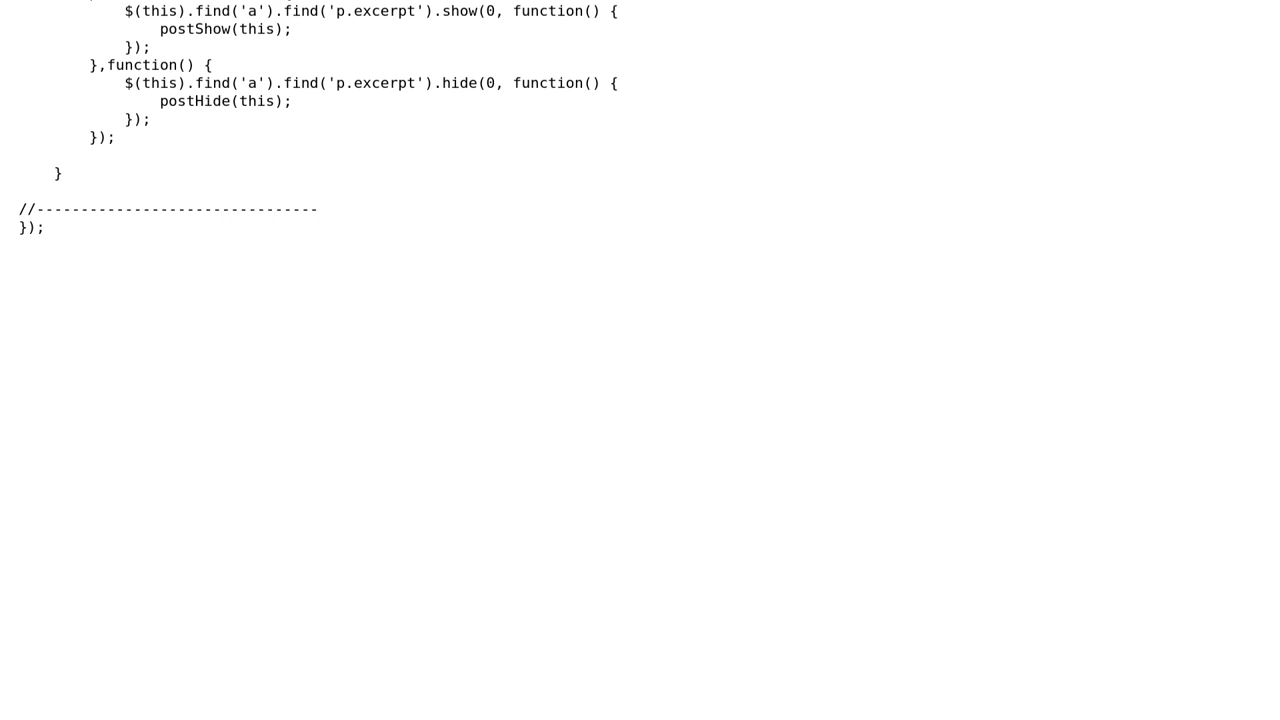 $(this).find('a').find('p.excerpt').show(0, function() {
postShow(this);
});
},function() {
$(this).find('a').find('p.excerpt').hide(0, function() {
postHide(this);
});
});
}
//--------------------------------
});